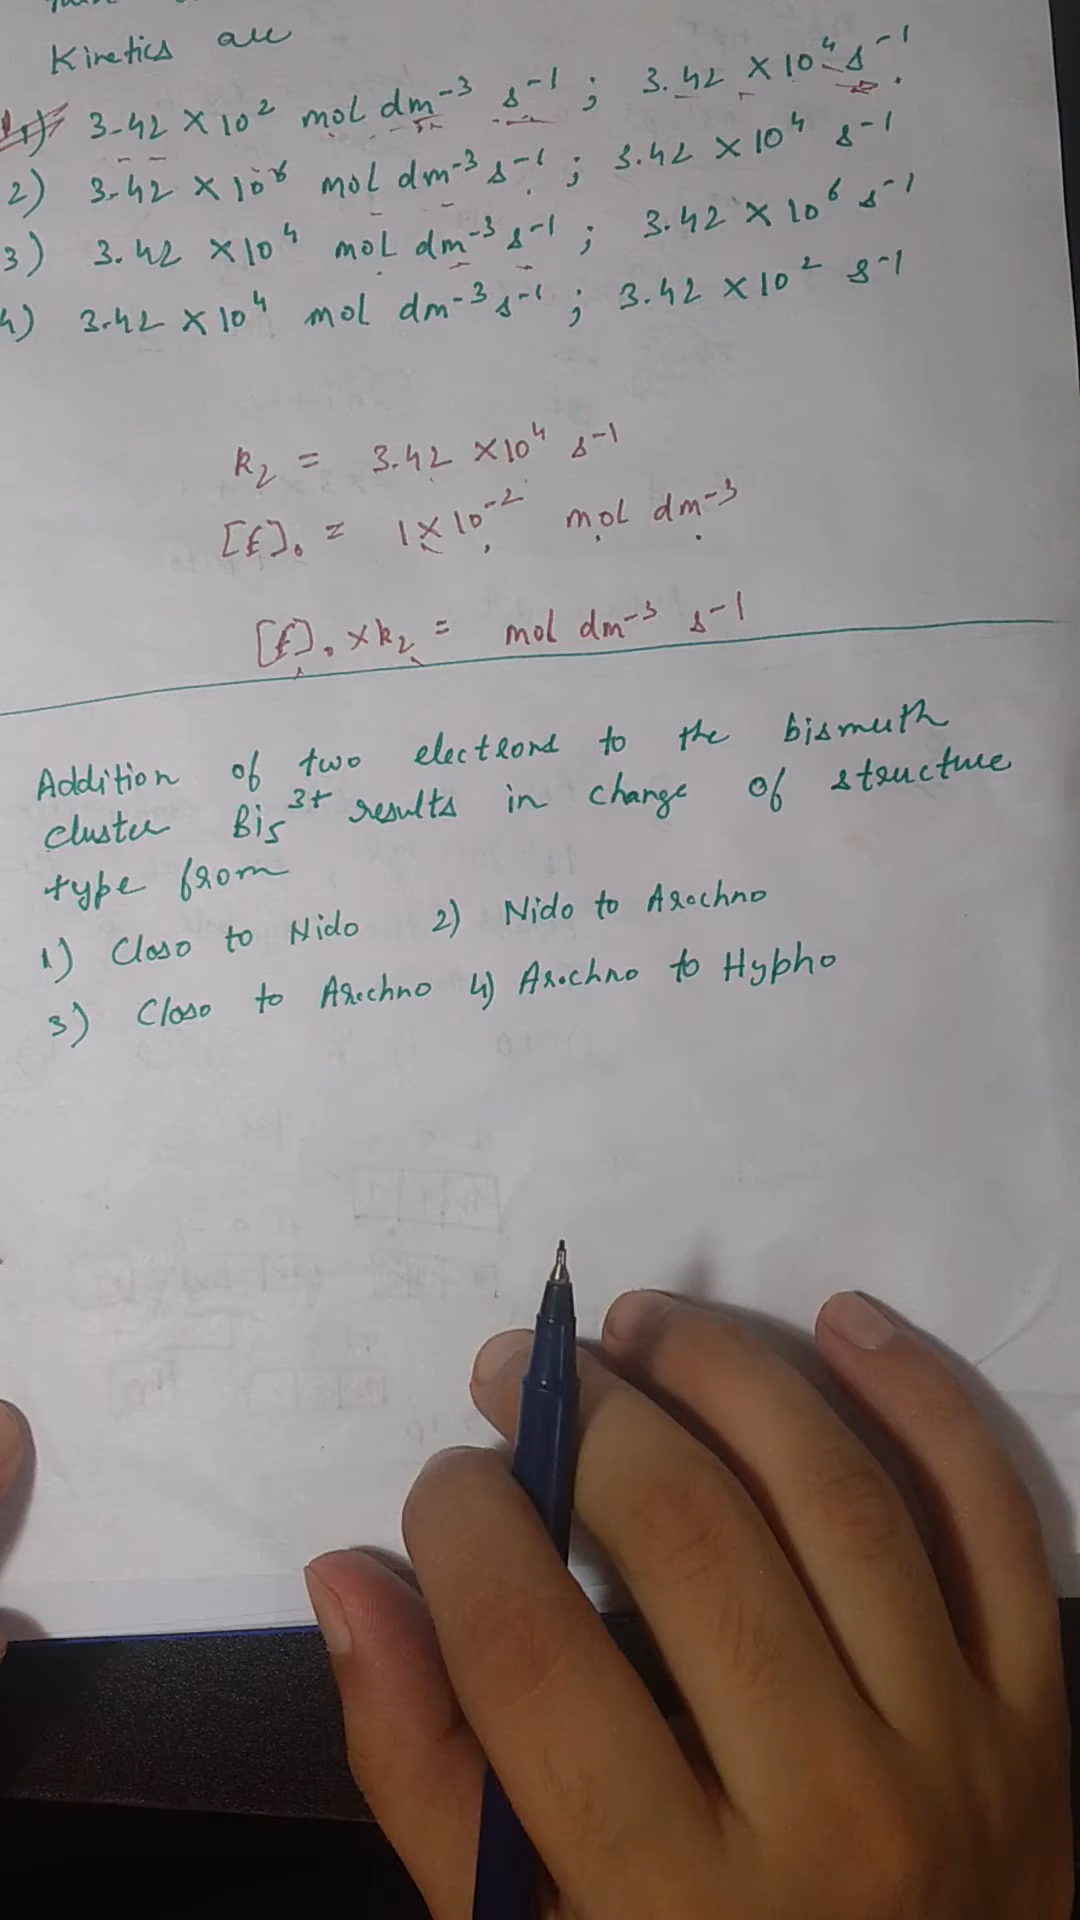 Kinetics are
1) 3.42 × 10² mol dm⁻³ s⁻¹ ; 3.42 × 10⁴ s⁻¹.
2) 3.42 × 10⁶ mol dm⁻³ s⁻¹ ; 3.42 × 10⁴ s⁻¹
3) 3.42 × 10⁴ mol dm⁻³ s⁻¹ ; 3.42 × 10⁶ s⁻¹
4) 3.42 × 10⁴ mol dm⁻³ s⁻¹ ; 3.42 × 10² s⁻¹
k₂ = 3.42 × 10⁴ s⁻¹
[E]₀ = 1 × 10⁻² mol dm⁻³
[E]₀ × k₂ = mol dm⁻³ s⁻¹
Addition of two electrons to the bismuth
cluster Bi₅³⁺ results in change of structure
type from
1) Closo to Nido 2) Nido to Arachno
3) Closo to Arachno 4) Arachno to Hypho